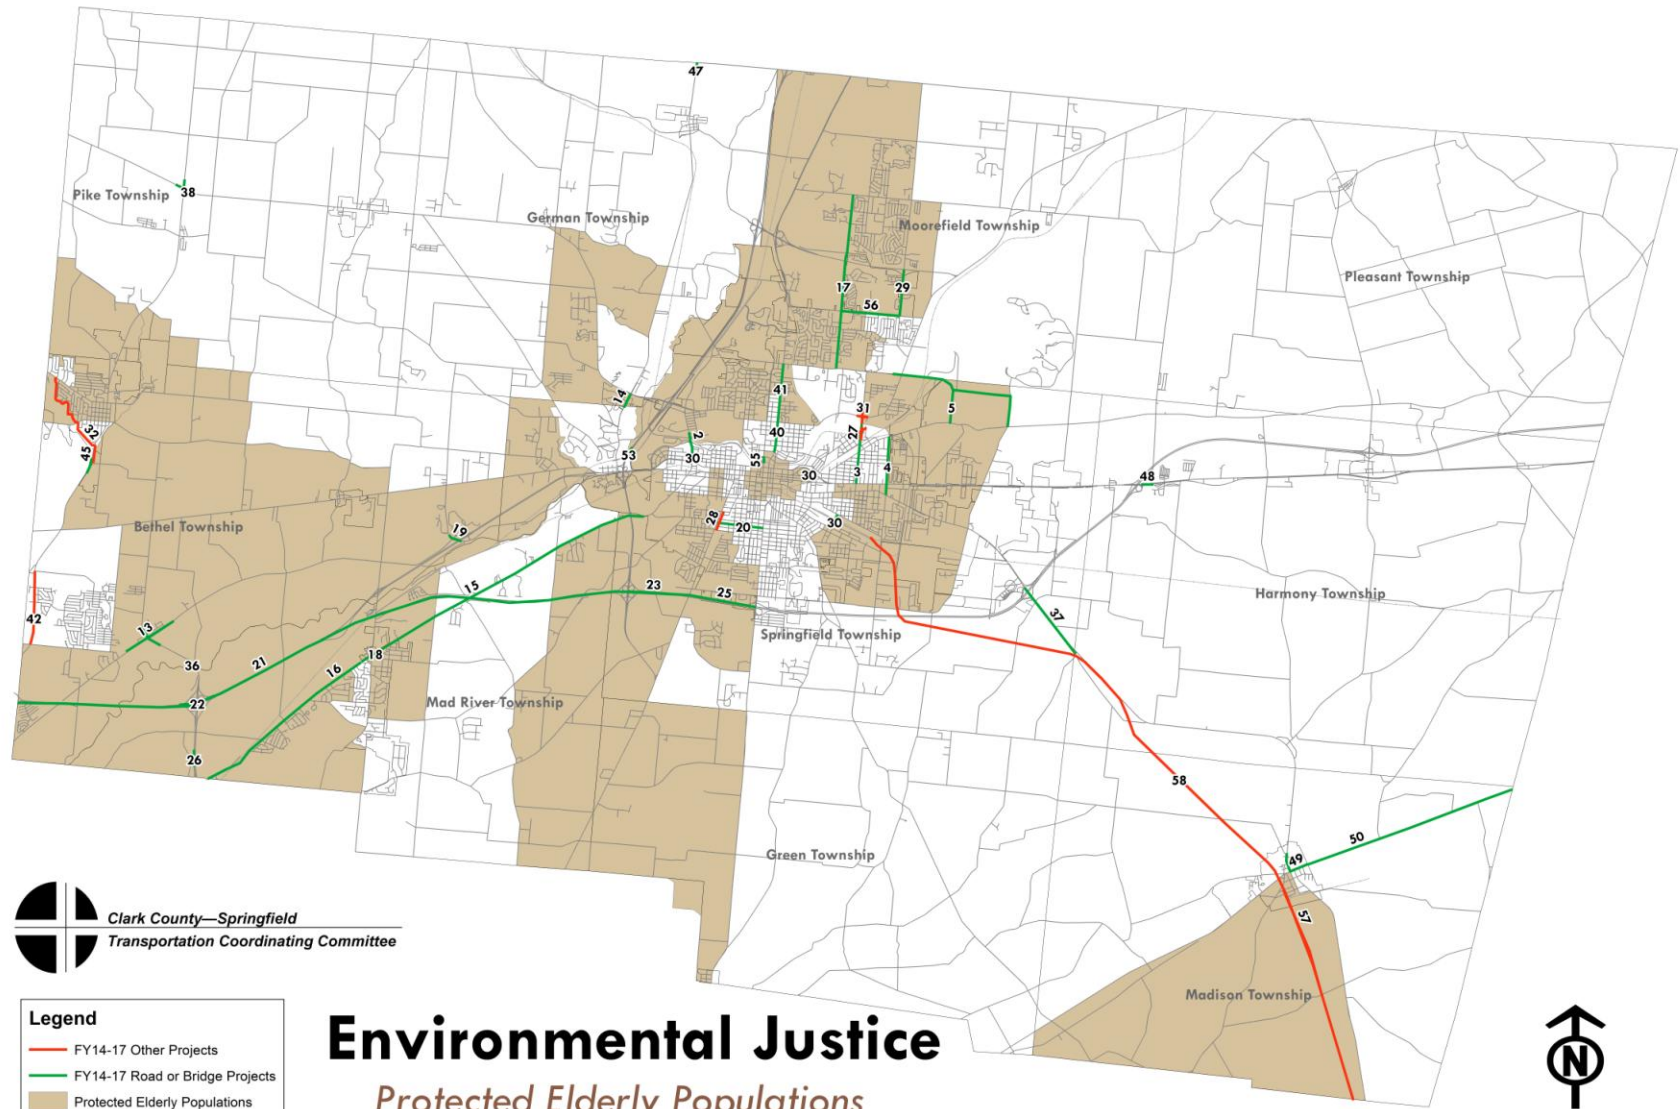 47
Pike Township
38
German Township
Moorefield Township
Pleasant Township
17
29
56
14
41
31
5
32
2
40
27
45
53
30
55
30
3
4
48
Bethel Township
19
28
20
30
15
23
25
Harmony Township
42
13
37
Springfield Township
36
21
16
18
22
Mad River Township
26
58
50
Green Township
49
57
Madison Township
Clark County—Springfield
Transportation Coordinating Committee
Legend
FY14-17 Other Projects
FY14-17 Road or Bridge Projects
Protected Elderly Populations
Environmental Justice
Protected Elderly Populations
N